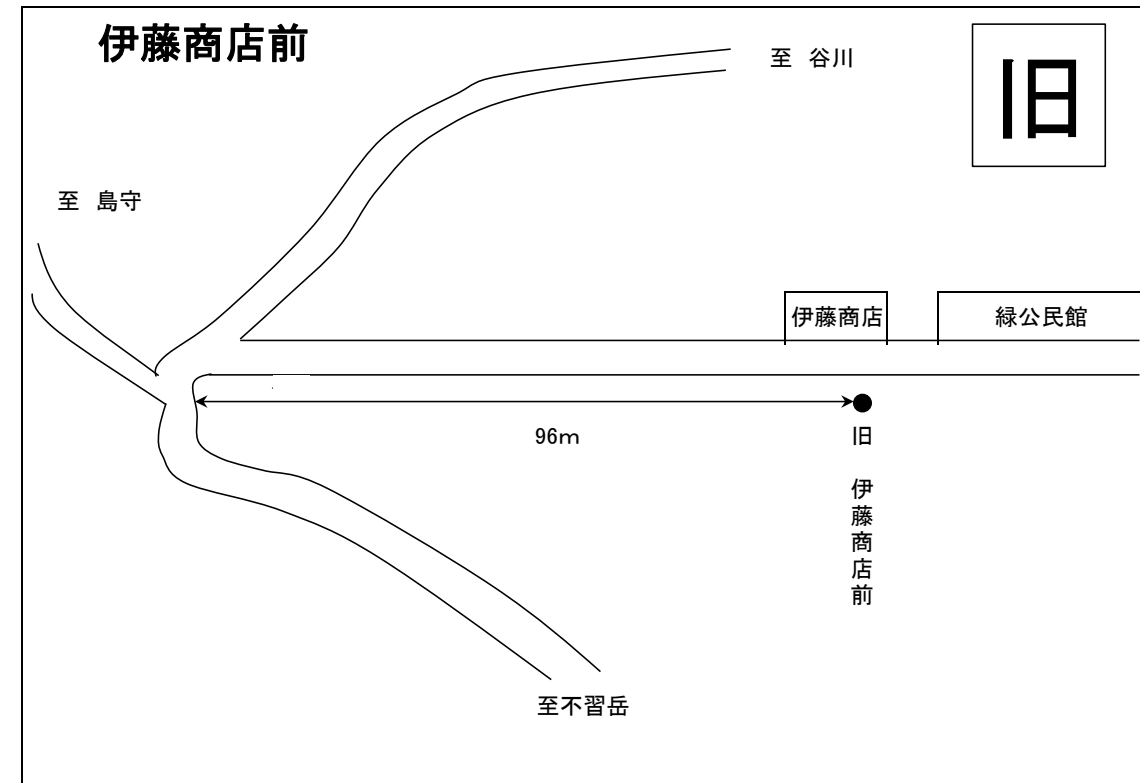 伊藤商店前
旧
至　谷川
至　島守
伊藤商店
緑公民館
96m
旧　伊藤商店前
至不習岳